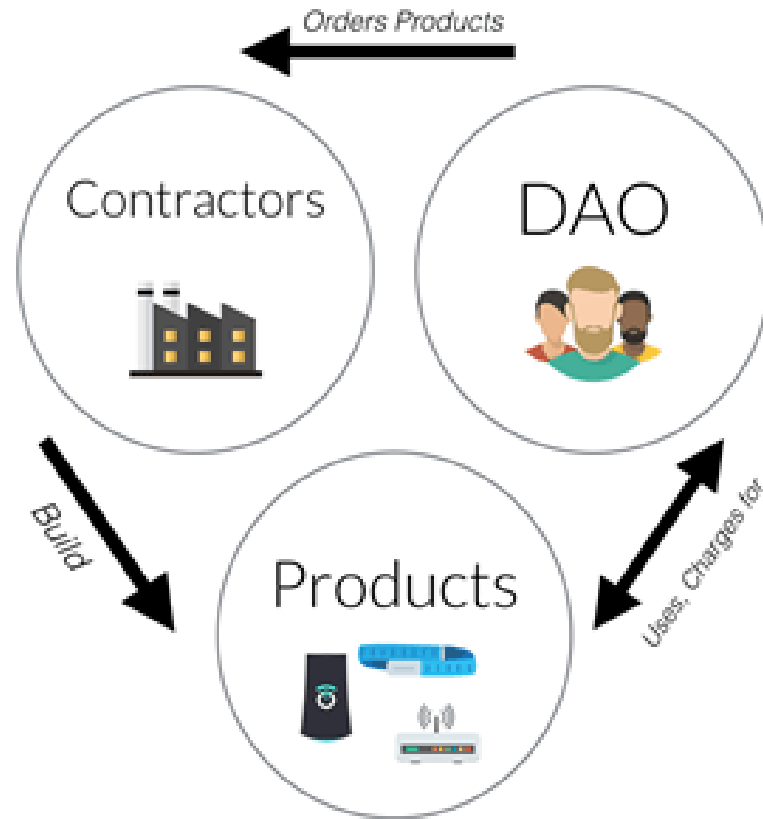 Orders Products
Contractors
DAO
Build
Products
Uses, Charges for